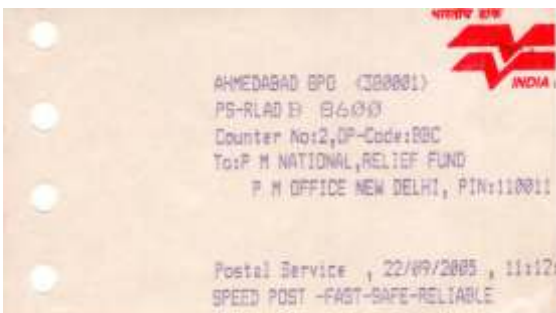 भारतीय डाक
INDIA
AHMEDABAD GPO (380001)
PS-RLAD B 8600
Counter No:2,OP-Code:BBC
To:P M NATIONAL,RELIEF FUND
P M OFFICE NEW DELHI, PIN:110011
Postal Service , 22/09/2005 , 11:12:
SPEED POST -FAST-SAFE-RELIABLE